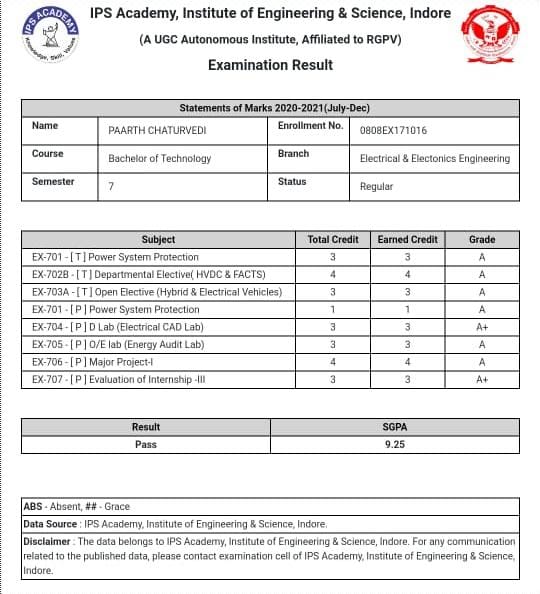 IPS ACADEMY
Knowledge, Skill, Values
IPS Academy, Institute of Engineering & Science, Indore
(A UGC Autonomous Institute, Affiliated to RGPV)
Examination Result
Statements of Marks 2020-2021(July-Dec)
Name PAARTH CHATURVEDI Enrollment No. 0808EX171016
Course Bachelor of Technology Branch Electrical & Electonics Engineering
Semester 7 Status Regular
Subject Total Credit Earned Credit Grade
EX-701 - [ T ] Power System Protection 3 3 A
EX-702B - [ T ] Departmental Elective( HVDC & FACTS) 4 4 A
EX-703A - [ T ] Open Elective (Hybrid & Electrical Vehicles) 3 3 A
EX-701 - [ P ] Power System Protection 1 1 A
EX-704 - [ P ] D Lab (Electrical CAD Lab) 3 3 A+
EX-705 - [ P ] O/E lab (Energy Audit Lab) 3 3 A
EX-706 - [ P ] Major Project-I 4 4 A
EX-707 - [ P ] Evaluation of Internship -III 3 3 A+
Result SGPA
Pass 9.25
ABS - Absent, ## - Grace
Data Source : IPS Academy, Institute of Engineering & Science, Indore.
Disclaimer : The data belongs to IPS Academy, Institute of Engineering & Science, Indore. For any communication
related to the published data, please contact examination cell of IPS Academy, Institute of Engineering & Science,
Indore.